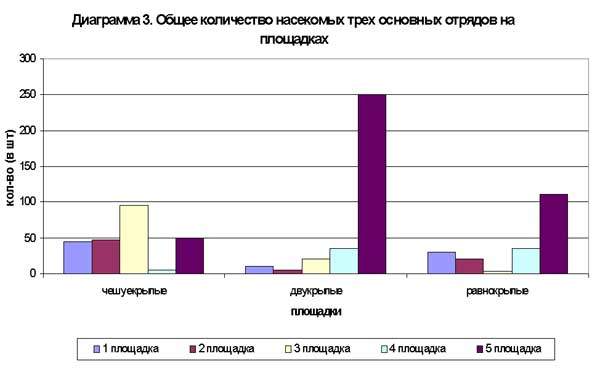 Диаграмма 3. Общее количество насекомых трех основных отрядов на
площадках
300
250
200
150
100
50
0
кол-во (в шт)
чешуекрылые двукрылые равнокрылые
площадки
1 площадка 2 площадка 3 площадка 4 площадка 5 площадка